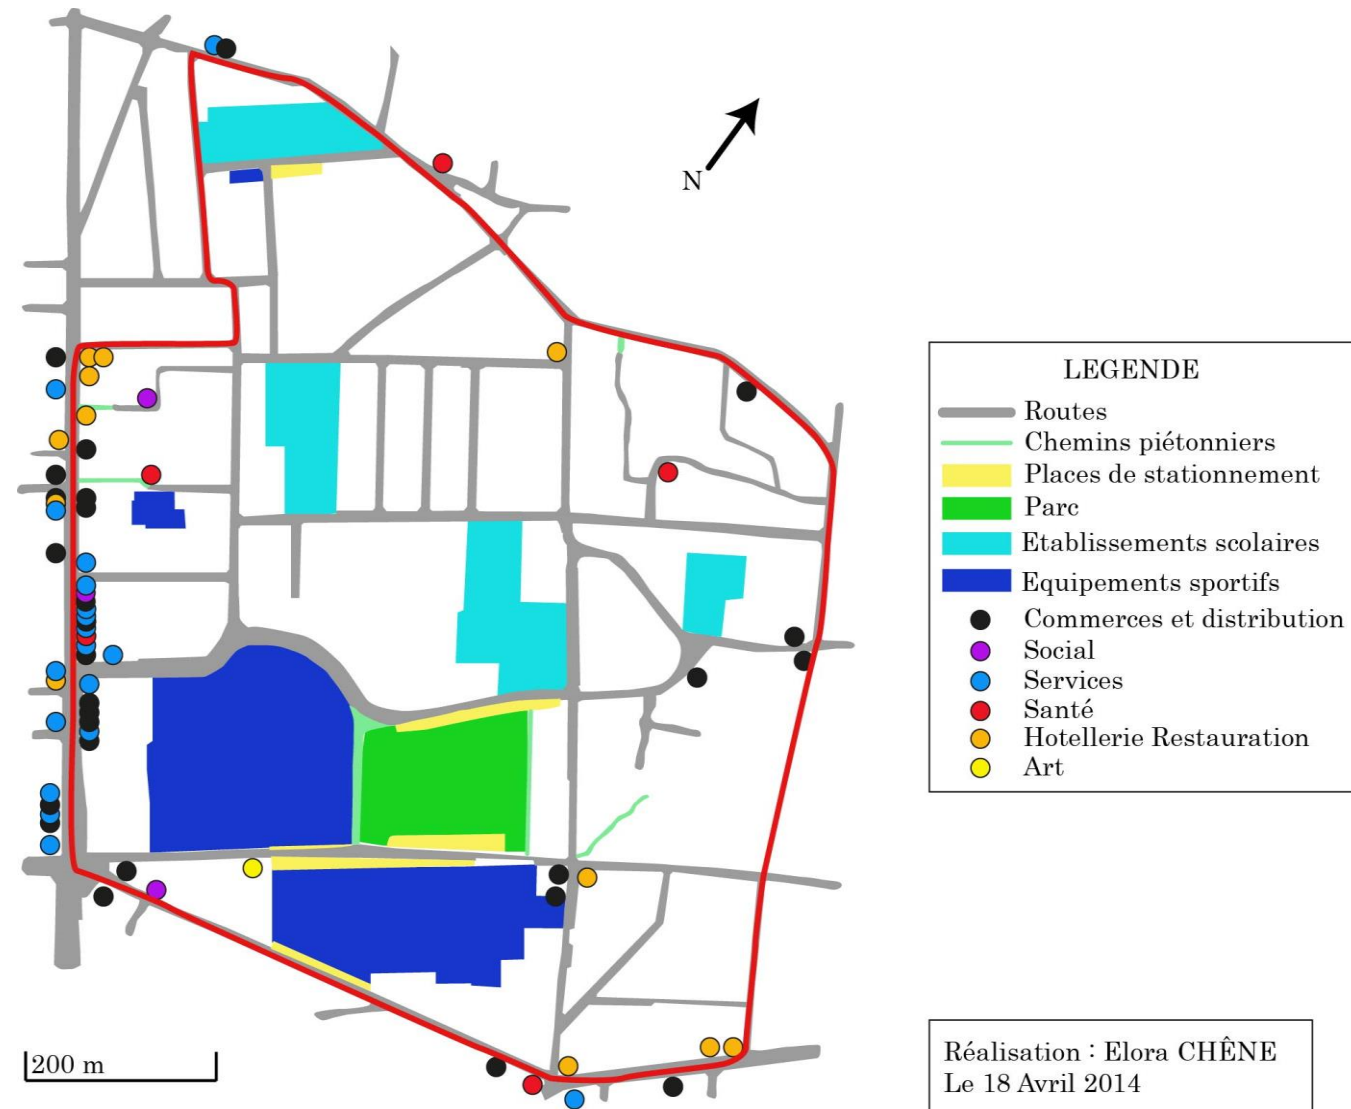 N
LEGENDE
Routes
Chemins piétonniers
Places de stationnement
Parc
Etablissements scolaires
Equipements sportifs
Commerces et distribution
Social
Services
Santé
Hotellerie Restauration
Art
200 m
Réalisation : Elora CHÊNE
Le 18 Avril 2014